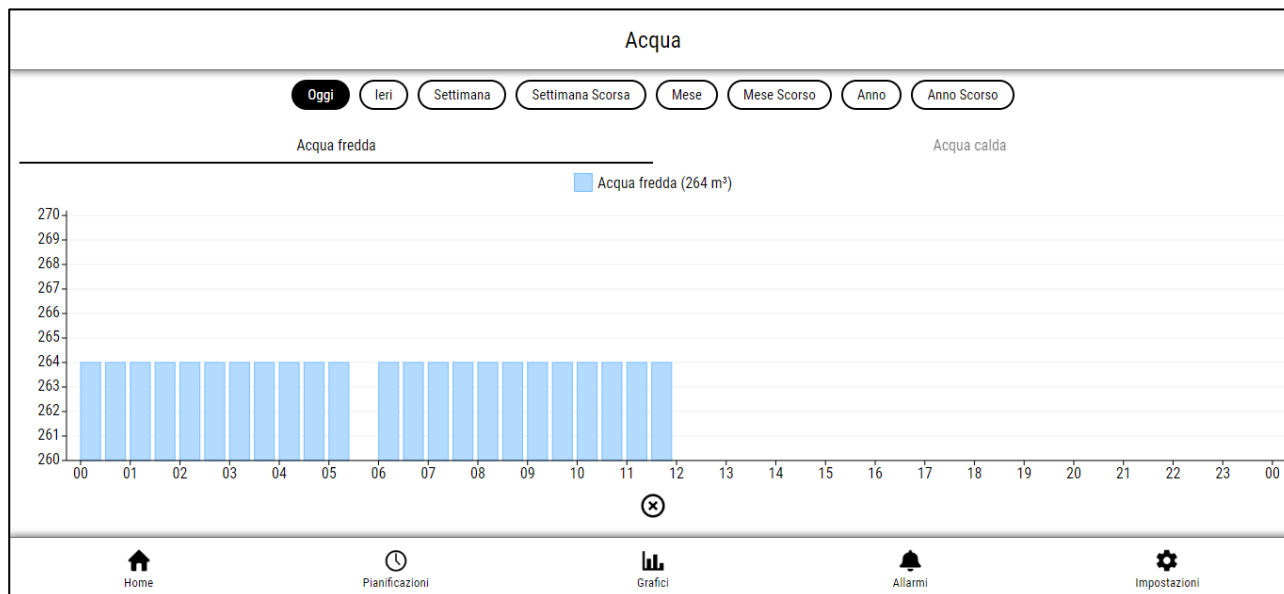 Acqua
Oggi Ieri Settimana Settimana Scorsa Mese Mese Scorso Anno Anno Scorso
Acqua fredda Acqua calda
Acqua fredda (264 m³)
270
269
268
267
266
265
264
263
262
261
260
00 01 02 03 04 05 06 07 08 09 10 11 12 13 14 15 16 17 18 19 20 21 22 23 00
Home Pianificazioni Grafici Allarmi Impostazioni